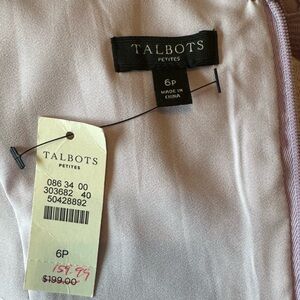 TALBOTS
PETITES
6P
MADE IN
CHINA
TALBOTS
PETITES
086 34 00
303682 40
50428892
6P
159.99
$199.00